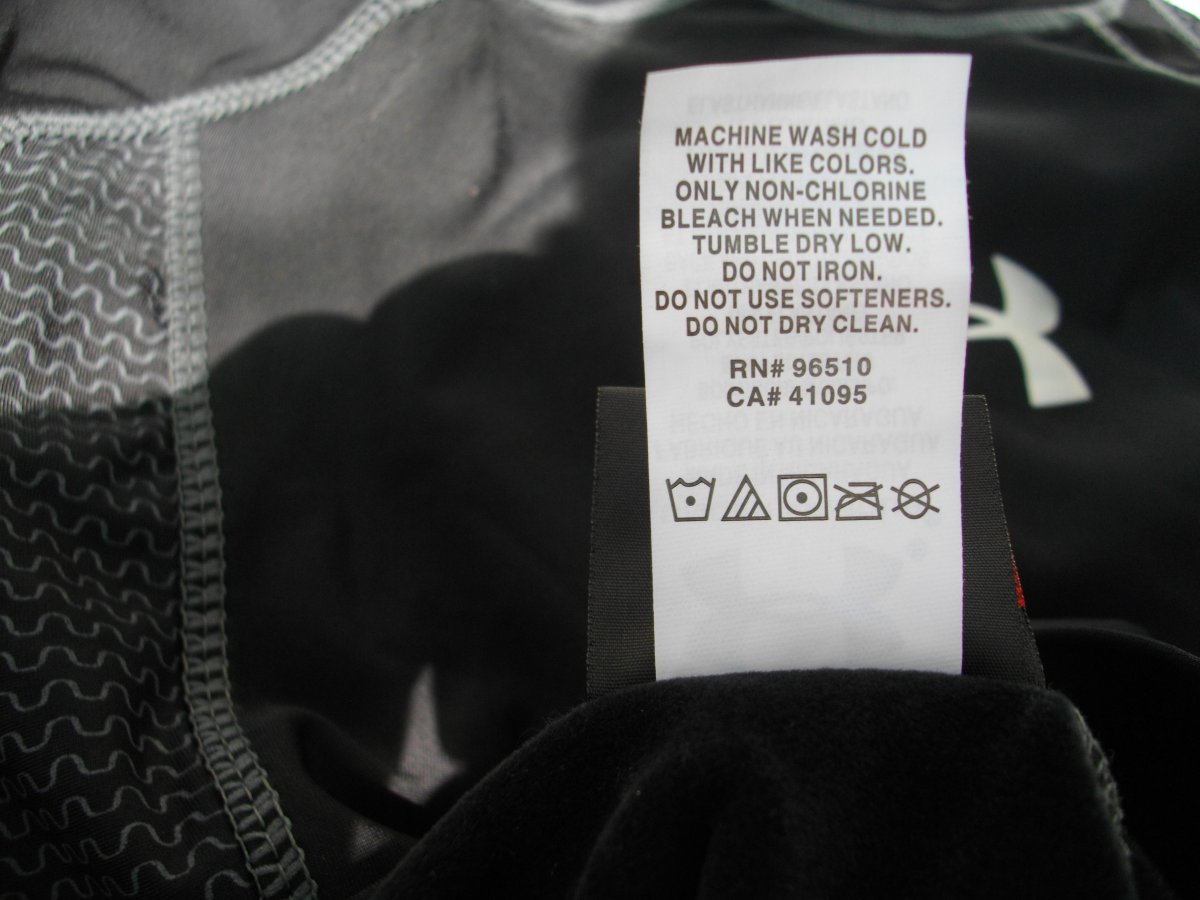 MACHINE WASH COLD
WITH LIKE COLORS.
ONLY NON-CHLORINE
BLEACH WHEN NEEDED.
TUMBLE DRY LOW.
DO NOT IRON.
DO NOT USE SOFTENERS.
DO NOT DRY CLEAN.
RN# 96510
CA# 41095